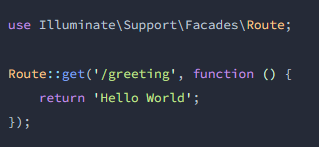 use Illuminate\Support\Facades\Route;
Route::get('/greeting', function () {
    return 'Hello World';
});